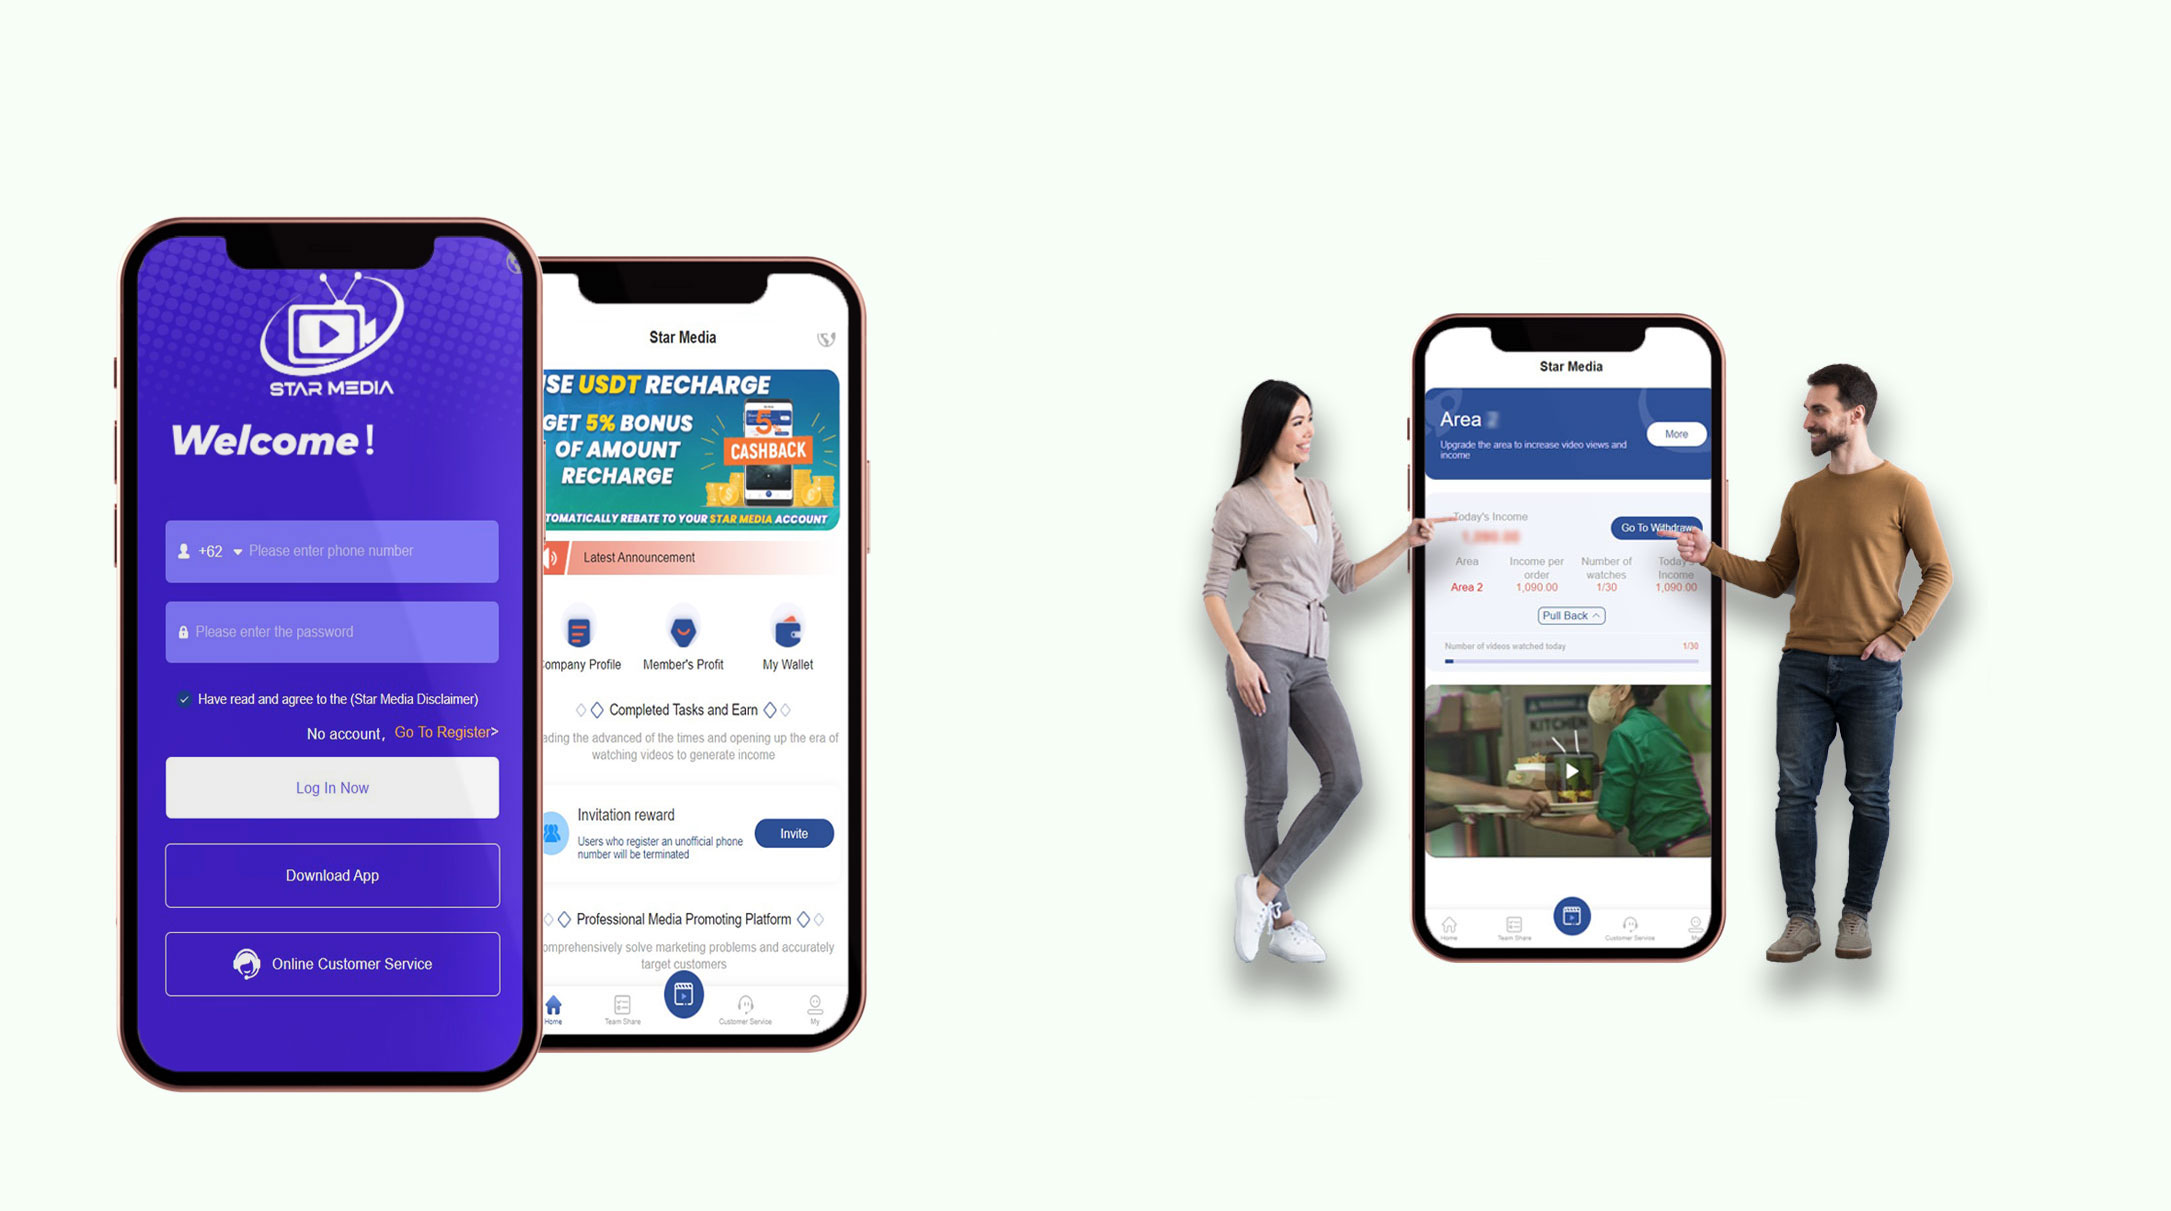 STAR MEDIA
Welcome!
+62 Please enter phone number
Please enter the password
Have read and agree to the (Star Media Disclaimer)
No account, Go To Register>
Log In Now
Download App
Online Customer Service
Star Media
SE USDT RECHARGE
GET 5% BONUS
OF AMOUNT
RECHARGE
5%
CASHBACK
TOMATICALLY REBATE TO YOUR STAR MEDIA ACCOUNT
Latest Announcement
ompany Profile Member's Profit My Wallet
Completed Tasks and Earn
ading the advanced of the times and opening up the era of
watching videos to generate income
Invitation reward
Users who register an unofficial phone
number will be terminated
Invite
Professional Media Promoting Platform
omprehensively solve marketing problems and accurately
target customers
Home Team Share Customer Service My
Star Media
Area 2
Upgrade the area to increase video views and
income
More
Today's Income
Go To Withdraw
1,090.00
Area Income per order Number of watches Today's Income
Area 2 1,090.00 1/30 1,090.00
Pull Back
Number of videos watched today 1/30
KITCHEN
Home Team Share Customer Service My